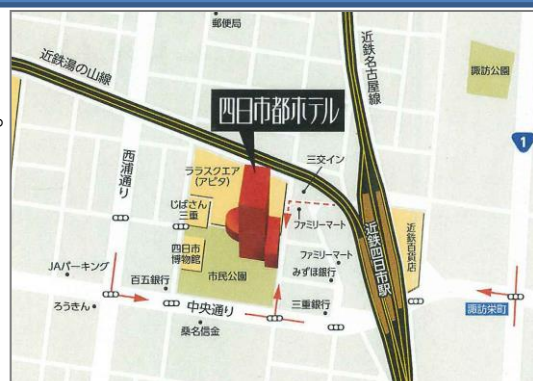 郵便局
近鉄湯の山線
近鉄名古屋線
諏訪公園
四日市都ホテル
1
西浦通り
ララスクエア
(アピタ)
三交イン
じばさん
三重
ファミリーマート
四日市
博物館
近鉄四日市駅
近鉄百貨店
ファミリーマート
JAパーキング
市民公園
みずほ銀行
百五銀行
ろうきん
中央通り
三重銀行
諏訪栄町
桑名信金